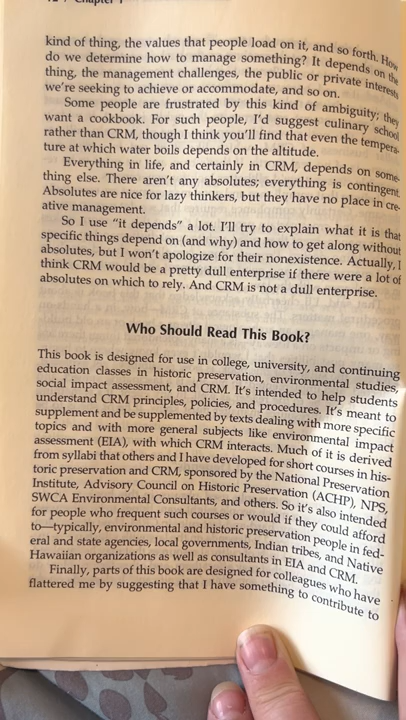 Chapter 1
kind of thing, the values that people load on it, and so forth. How
do we determine how to manage something? It depends on the
thing, the management challenges, the public or private interests
we're seeking to achieve or accommodate, and so on.
Some people are frustrated by this kind of ambiguity; they
want a cookbook. For such people, I'd suggest culinary school
rather than CRM, though I think you'll find that even the tempera-
ture at which water boils depends on the altitude.
Everything in life, and certainly in CRM, depends on some-
thing else. There aren't any absolutes; everything is contingent.
Absolutes are nice for lazy thinkers, but they have no place in cre-
ative management.
So I use "it depends" a lot. I'll try to explain what it is that
specific things depend on (and why) and how to get along without
absolutes, but I won't apologize for their nonexistence. Actually, I
think CRM would be a pretty dull enterprise if there were a lot of
absolutes on which to rely. And CRM is not a dull enterprise.
Who Should Read This Book?
This book is designed for use in college, university, and continuing
education classes in historic preservation, environmental studies,
social impact assessment, and CRM. It's intended to help students
understand CRM principles, policies, and procedures. It's meant to
supplement and be supplemented by texts dealing with more specific
topics and with more general subjects like environmental impact
assessment (EIA), with which CRM interacts. Much of it is derived
from syllabi that others and I have developed for short courses in his-
toric preservation and CRM, sponsored by the National Preservation
Institute, Advisory Council on Historic Preservation (ACHP), NPS,
SWCA Environmental Consultants, and others. So it's also intended
for people who frequent such courses or would if they could afford
to—typically, environmental and historic preservation people in fed-
eral and state agencies, local governments, Indian tribes, and Native
Hawaiian organizations as well as consultants in EIA and CRM.
Finally, parts of this book are designed for colleagues who have
flattered me by suggesting that I have something to contribute to